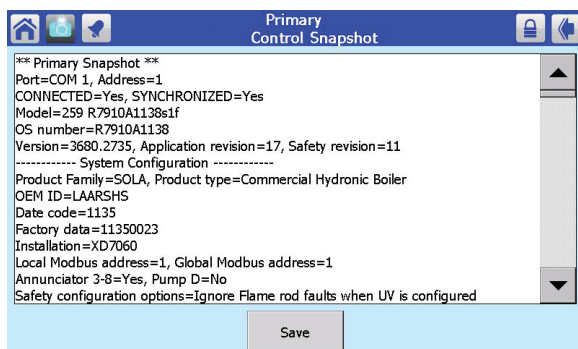 Primary
Control Snapshot
** Primary Snapshot **
Port=COM 1, Address=1
CONNECTED=Yes, SYNCHRONIZED=Yes
Model=259 R7910A1138s1f
OS number=R7910A1138
Version=3680.2735, Application revision=17, Safety revision=11
------------ System Configuration ------------
Product Family=SOLA, Product type=Commercial Hydronic Boiler
OEM ID=LAARSHS
Date code=1135
Factory data=11350023
Installation=XD7060
Local Modbus address=1, Global Modbus address=1
Annunciator 3-8=Yes, Pump D=No
Safety configuration options=Ignore Flame rod faults when UV is configured
Save